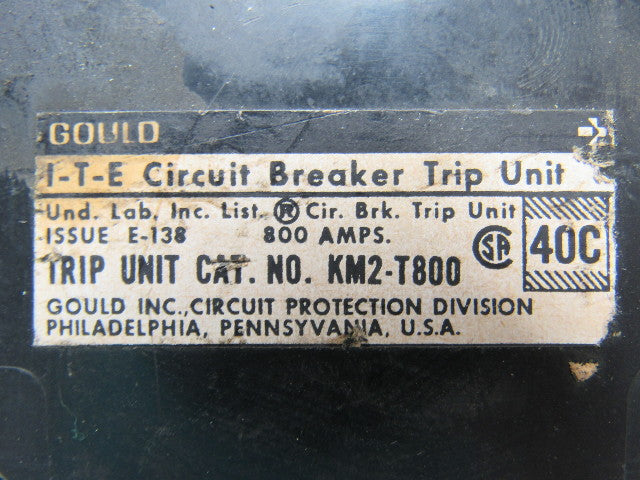 GOULD
I-T-E Circuit Breaker Trip Unit
Und. Lab. Inc. List. ® Cir. Brk. Trip Unit
ISSUE E-138 800 AMPS.
SA 40C
TRIP UNIT CAT. NO. KM2-T800
GOULD INC., CIRCUIT PROTECTION DIVISION
PHILADELPHIA, PENNSYVANIA, U.S.A.